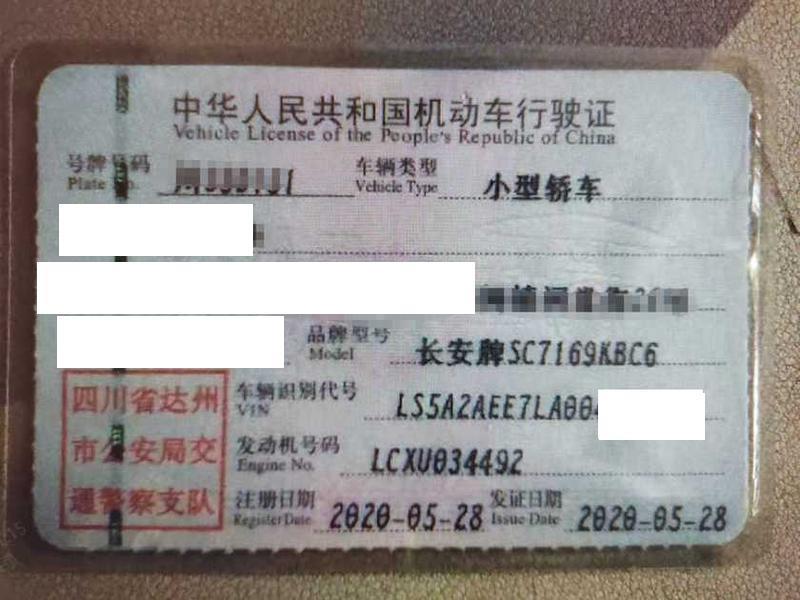 中华人民共和国机动车行驶证
Vehicle License of the People's Republic of China
号牌号码 车辆类型 小型轿车
Plate No. Vehicle Type
品牌型号 长安牌SC7169KBC6
Model
四川省达州 车辆识别代号 LS5A2AEE7LA00
VIN
市公安局交 发动机号码 LCXU034492
Engine No.
通警察支队 注册日期 2020-05-28 发证日期 2020-05-28
Register Date Issue Date